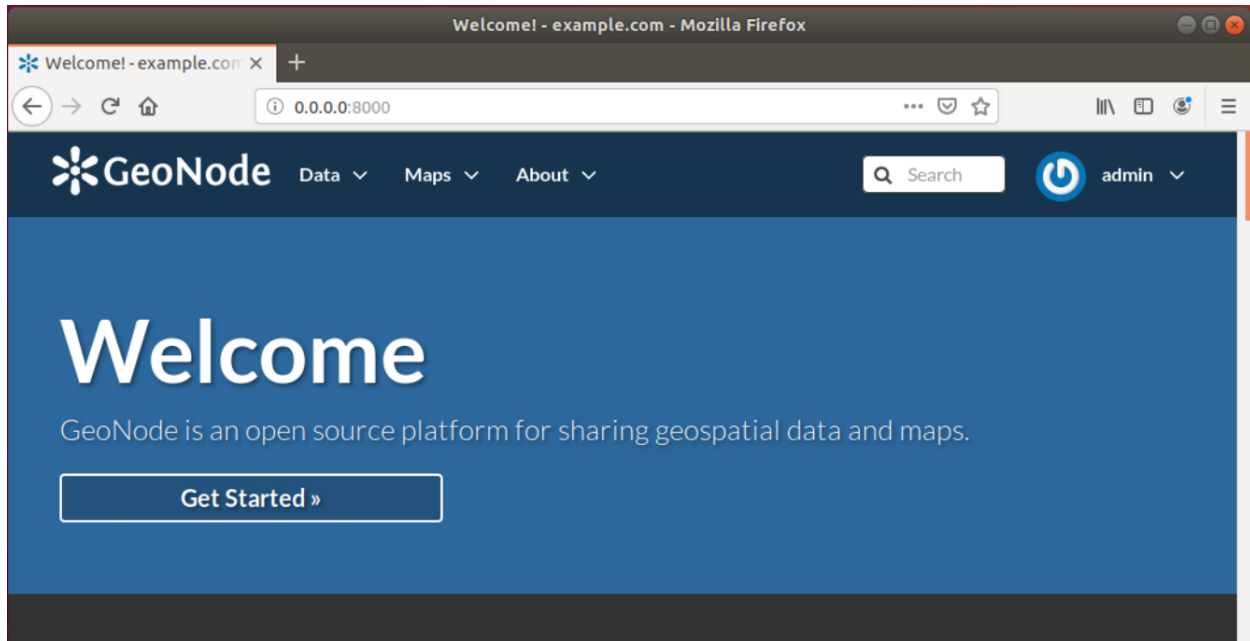 Welcome! - example.com - Mozilla Firefox
Welcome! - example.com
0.0.0.0:8000
GeoNode Data Maps About Search admin
Welcome
GeoNode is an open source platform for sharing geospatial data and maps.
Get Started »